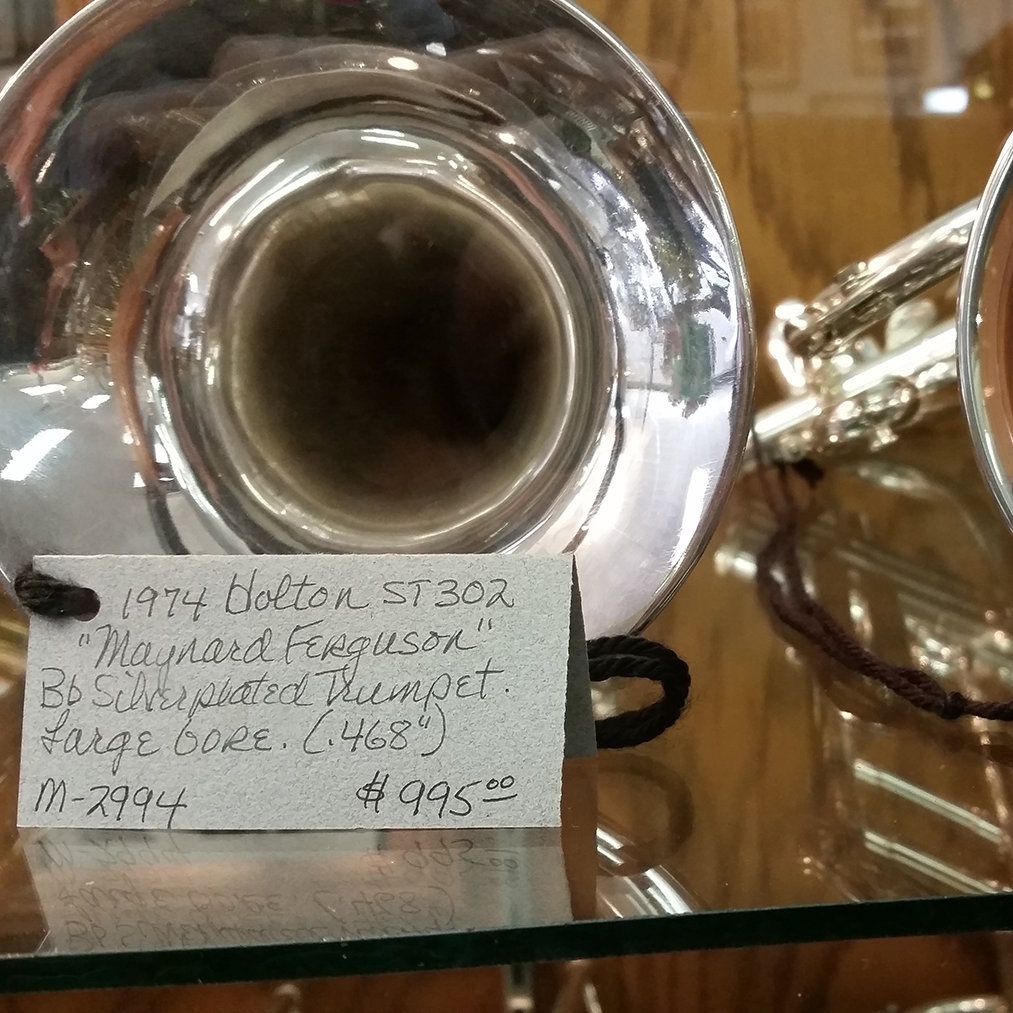 1974 Holton ST302
"Maynard Ferguson"
Bb Silverplated Trumpet.
Large bore. (.468")
M-2994 $995.00